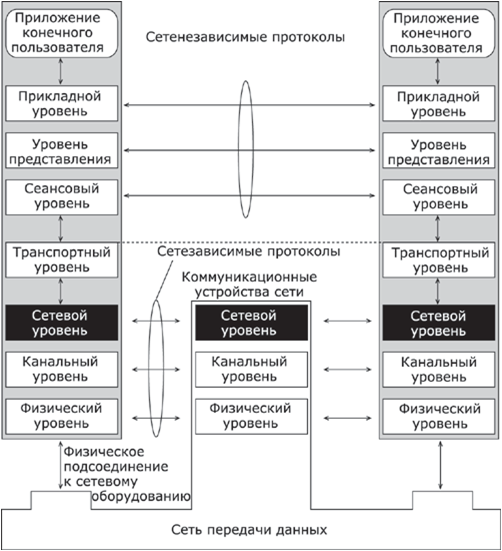 Приложение
конечного
пользователя
Прикладной
уровень
Уровень
представления
Сеансовый
уровень
Транспортный
уровень
Сетевой
уровень
Канальный
уровень
Физический
уровень
Физическое
подсоединение
к сетевому
оборудованию
Сетенезависимые протоколы
Сетезависимые протоколы
Коммуникационные
устройства сети
Сетевой
уровень
Канальный
уровень
Физический
уровень
Приложение
конечного
пользователя
Прикладной
уровень
Уровень
представления
Сеансовый
уровень
Транспортный
уровень
Сетевой
уровень
Канальный
уровень
Физический
уровень
Сеть передачи данных